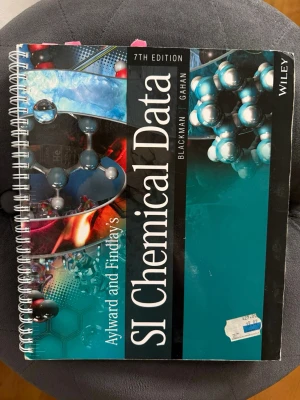 7TH EDITION
Aylward and Findlay's
SI Chemical Data
BLACKMAN | GAHAN
WILEY